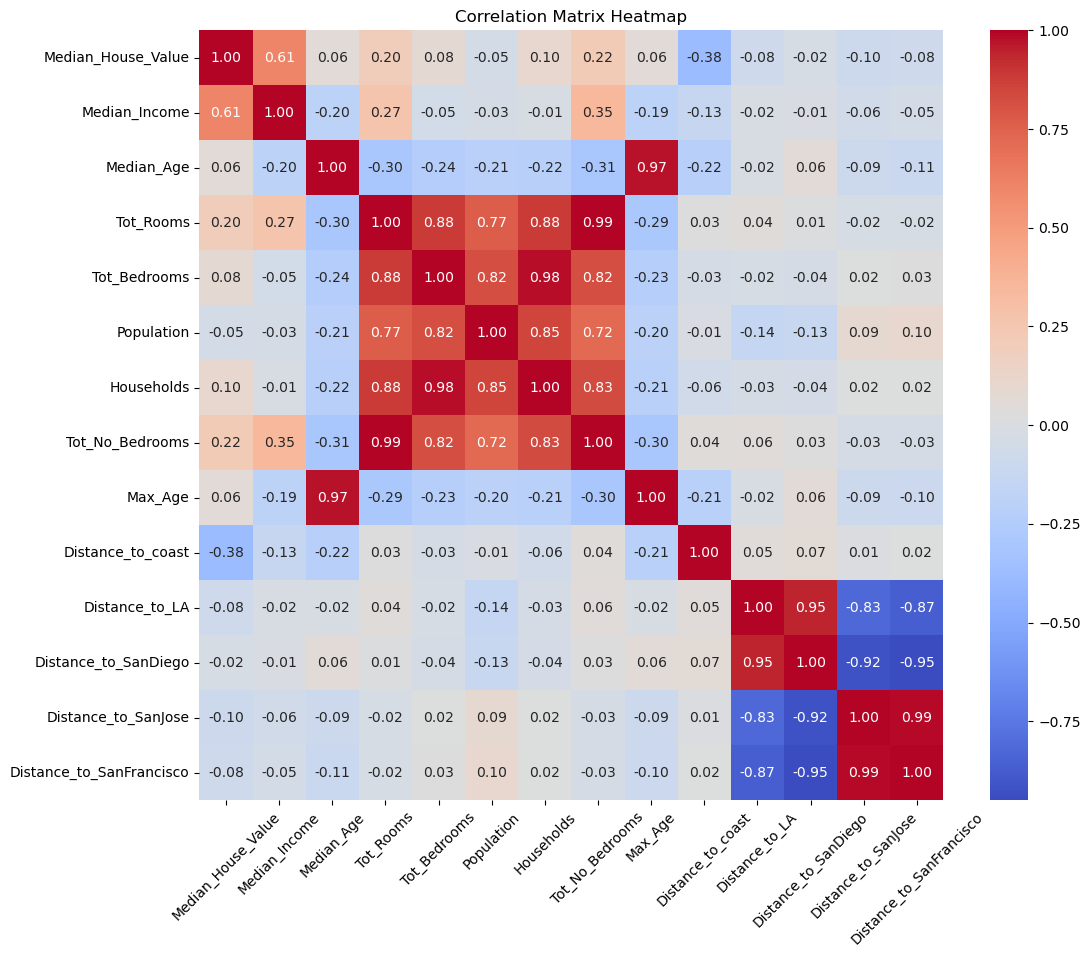 Correlation Matrix Heatmap
Median_House_Value 1.00 0.61 0.06 0.20 0.08 -0.05 0.10 0.22 0.06 -0.38 -0.08 -0.02 -0.10 -0.08
Median_Income 0.61 1.00 -0.20 0.27 -0.05 -0.03 -0.01 0.35 -0.19 -0.13 -0.02 -0.01 -0.06 -0.05
Median_Age 0.06 -0.20 1.00 -0.30 -0.24 -0.21 -0.22 -0.31 0.97 -0.22 -0.02 0.06 -0.09 -0.11
Tot_Rooms 0.20 0.27 -0.30 1.00 0.88 0.77 0.88 0.99 -0.29 0.03 0.04 0.01 -0.02 -0.02
Tot_Bedrooms 0.08 -0.05 -0.24 0.88 1.00 0.82 0.98 0.82 -0.23 -0.03 -0.02 -0.04 0.02 0.03
Population -0.05 -0.03 -0.21 0.77 0.82 1.00 0.85 0.72 -0.20 -0.01 -0.14 -0.13 0.09 0.10
Households 0.10 -0.01 -0.22 0.88 0.98 0.85 1.00 0.83 -0.21 -0.06 -0.03 -0.04 0.02 0.02
Tot_No_Bedrooms 0.22 0.35 -0.31 0.99 0.82 0.72 0.83 1.00 -0.30 0.04 0.06 0.03 -0.03 -0.03
Max_Age 0.06 -0.19 0.97 -0.29 -0.23 -0.20 -0.21 -0.30 1.00 -0.21 -0.02 0.06 -0.09 -0.10
Distance_to_coast -0.38 -0.13 -0.22 0.03 -0.03 -0.01 -0.06 0.04 -0.21 1.00 0.05 0.07 0.01 0.02
Distance_to_LA -0.08 -0.02 -0.02 0.04 -0.02 -0.14 -0.03 0.06 -0.02 0.05 1.00 0.95 -0.83 -0.87
Distance_to_SanDiego -0.02 -0.01 0.06 0.01 -0.04 -0.13 -0.04 0.03 0.06 0.07 0.95 1.00 -0.92 -0.95
Distance_to_SanJose -0.10 -0.06 -0.09 -0.02 0.02 0.09 0.02 -0.03 -0.09 0.01 -0.83 -0.92 1.00 0.99
Distance_to_SanFrancisco -0.08 -0.05 -0.11 -0.02 0.03 0.10 0.02 -0.03 -0.10 0.02 -0.87 -0.95 0.99 1.00
Median_House_Value
Median_Income
Median_Age
Tot_Rooms
Tot_Bedrooms
Population
Households
Tot_No_Bedrooms
Max_Age
Distance_to_coast
Distance_to_LA
Distance_to_SanDiego
Distance_to_SanJose
Distance_to_SanFrancisco
1.00
0.75
0.50
0.25
0.00
−0.25
−0.50
−0.75